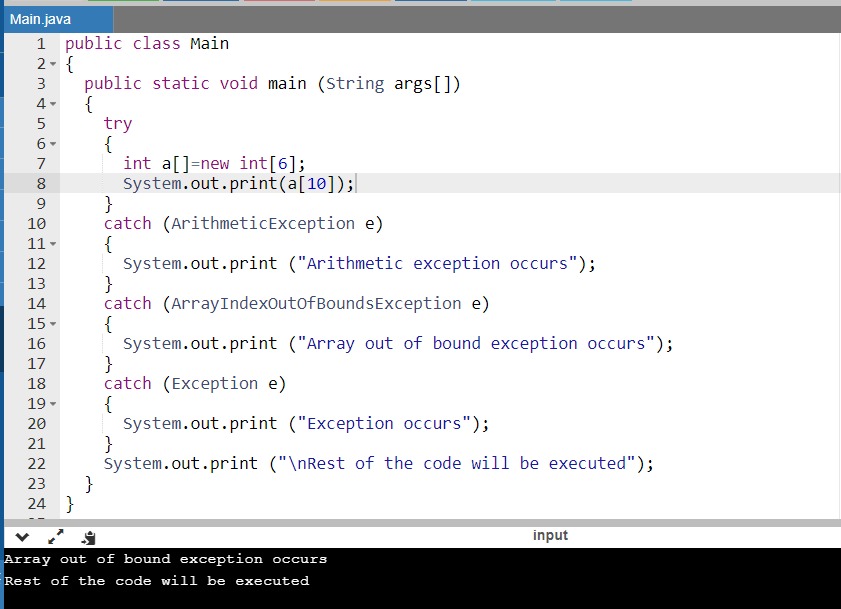 Main.java
1 public class Main
2 {
3 public static void main (String args[])
4 {
5 try
6 {
7 int a[]=new int[6];
8 System.out.print(a[10]);
9 }
10 catch (ArithmeticException e)
11 {
12 System.out.print ("Arithmetic exception occurs");
13 }
14 catch (ArrayIndexOutOfBoundsException e)
15 {
16 System.out.print ("Array out of bound exception occurs");
17 }
18 catch (Exception e)
19 {
20 System.out.print ("Exception occurs");
21 }
22 System.out.print ("\nRest of the code will be executed");
23 }
24 }
input
Array out of bound exception occurs
Rest of the code will be executed